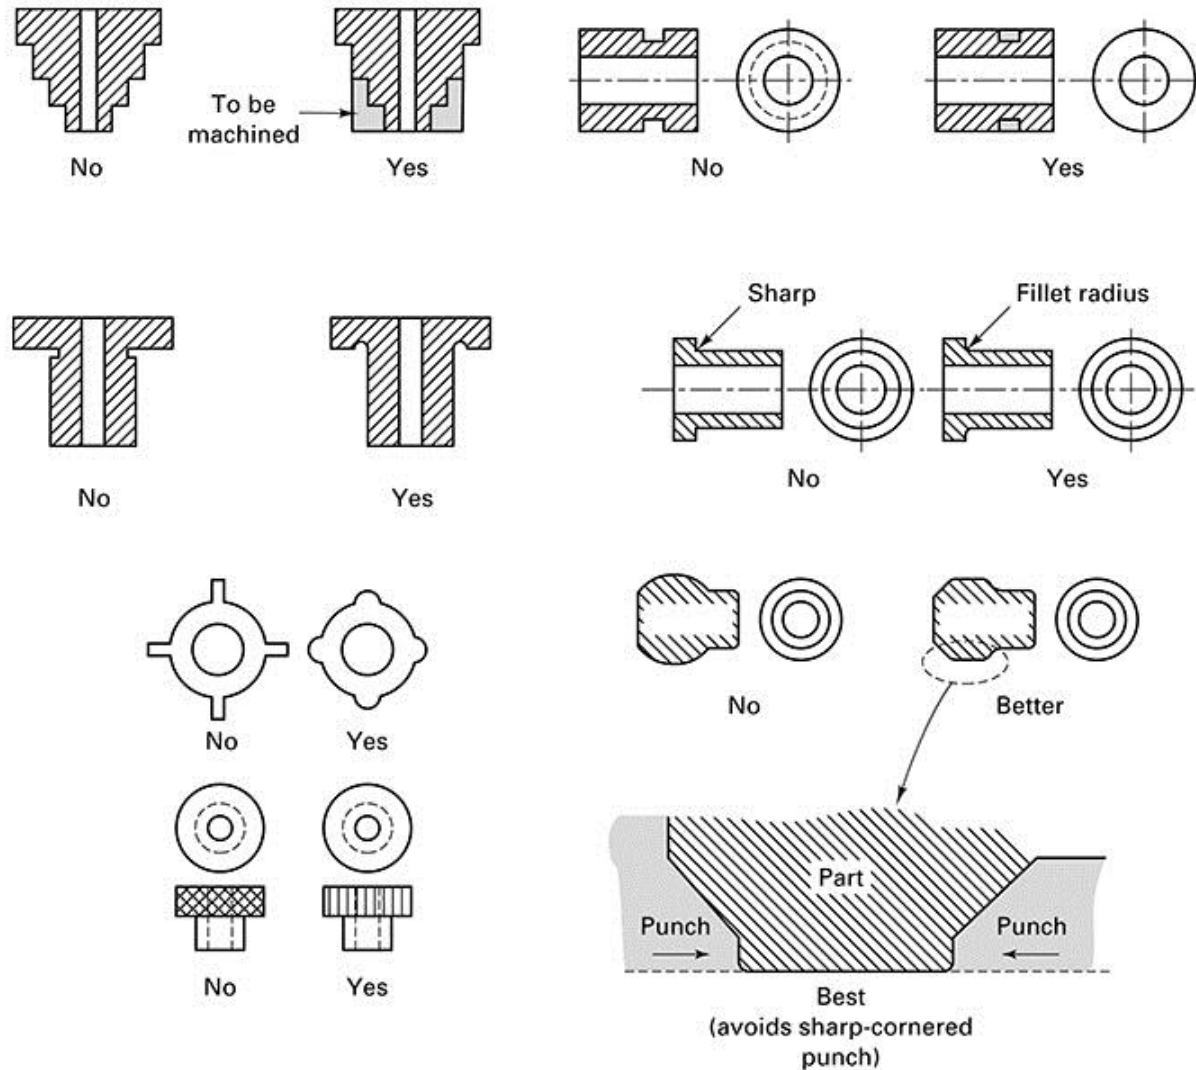 To be
machined
No
Yes
No
Yes
Sharp
Fillet radius
No
Yes
No
Yes
No
Yes
No
Better
Part
Punch
Punch
No
Yes
Best
(avoids sharp-cornered
punch)